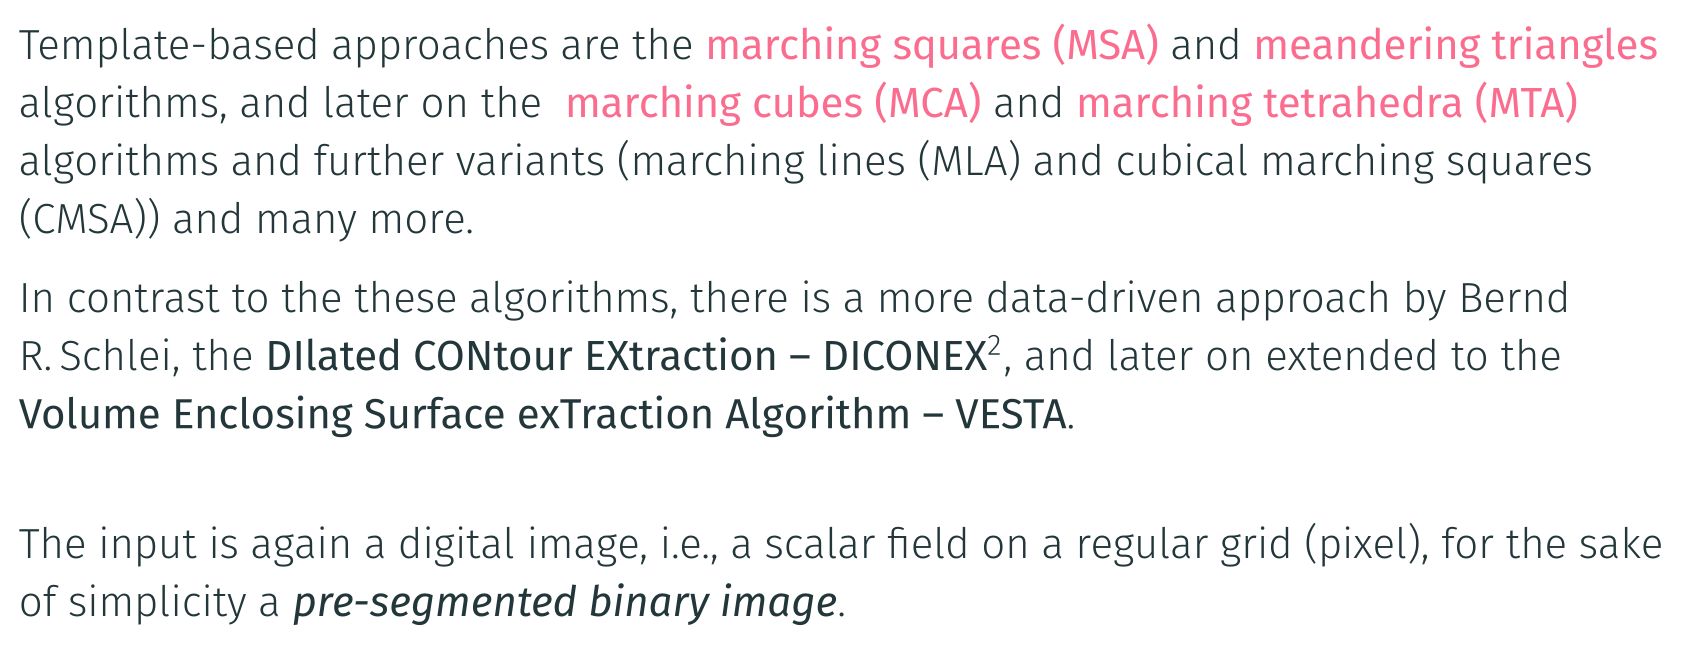 Template-based approaches are the marching squares (MSA) and meandering triangles
algorithms, and later on the marching cubes (MCA) and marching tetrahedra (MTA)
algorithms and further variants (marching lines (MLA) and cubical marching squares
(CMSA)) and many more.
In contrast to the these algorithms, there is a more data-driven approach by Bernd
R. Schlei, the DIlated CONtour EXtraction – DICONEX², and later on extended to the
Volume Enclosing Surface exTraction Algorithm – VESTA.
The input is again a digital image, i.e., a scalar field on a regular grid (pixel), for the sake
of simplicity a pre-segmented binary image.